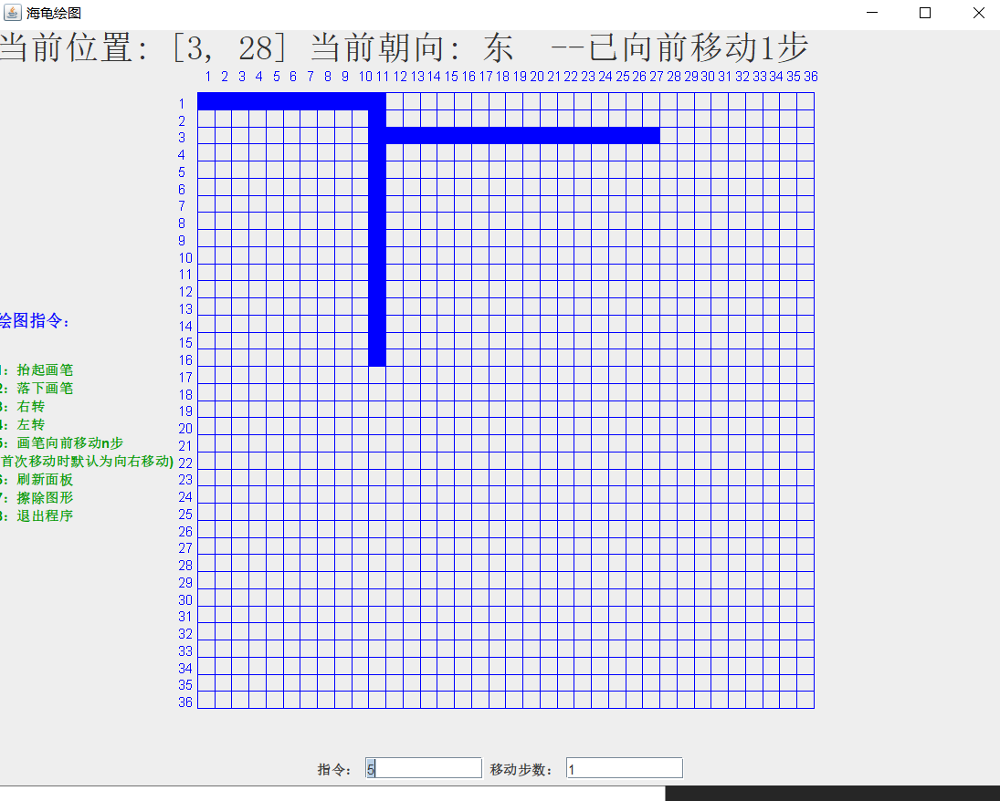 海龟绘图
当前位置: [3, 28] 当前朝向: 东 --已向前移动1步
1 2 3 4 5 6 7 8 9 10 11 12 13 14 15 16 17 18 19 20 21 22 23 24 25 26 27 28 29 30 31 32 33 34 35 36
1
2
3
4
5
6
7
8
9
10
11
12
13
14
15
16
17
18
19
20
21
22
23
24
25
26
27
28
29
30
31
32
33
34
35
36
绘图指令:
1: 抬起画笔
2: 落下画笔
3: 右转
4: 左转
5: 画笔向前移动n步
首次移动时默认为向右移动)
6: 刷新面板
7: 擦除图形
8: 退出程序
指令: 5 移动步数: 1